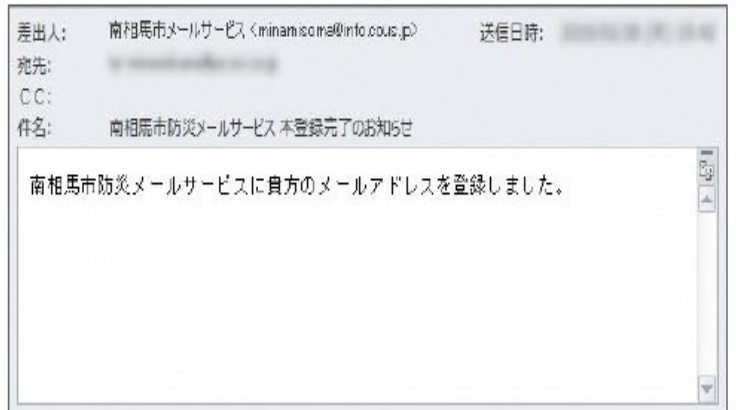 差出人: 南相馬市メールサービス <minamisoma@info.cous.jp> 送信日時:
宛先:
CC:
件名: 南相馬市防災メールサービス 本登録完了のお知らせ
南相馬市防災メールサービスに貴方のメールアドレスを登録しました。